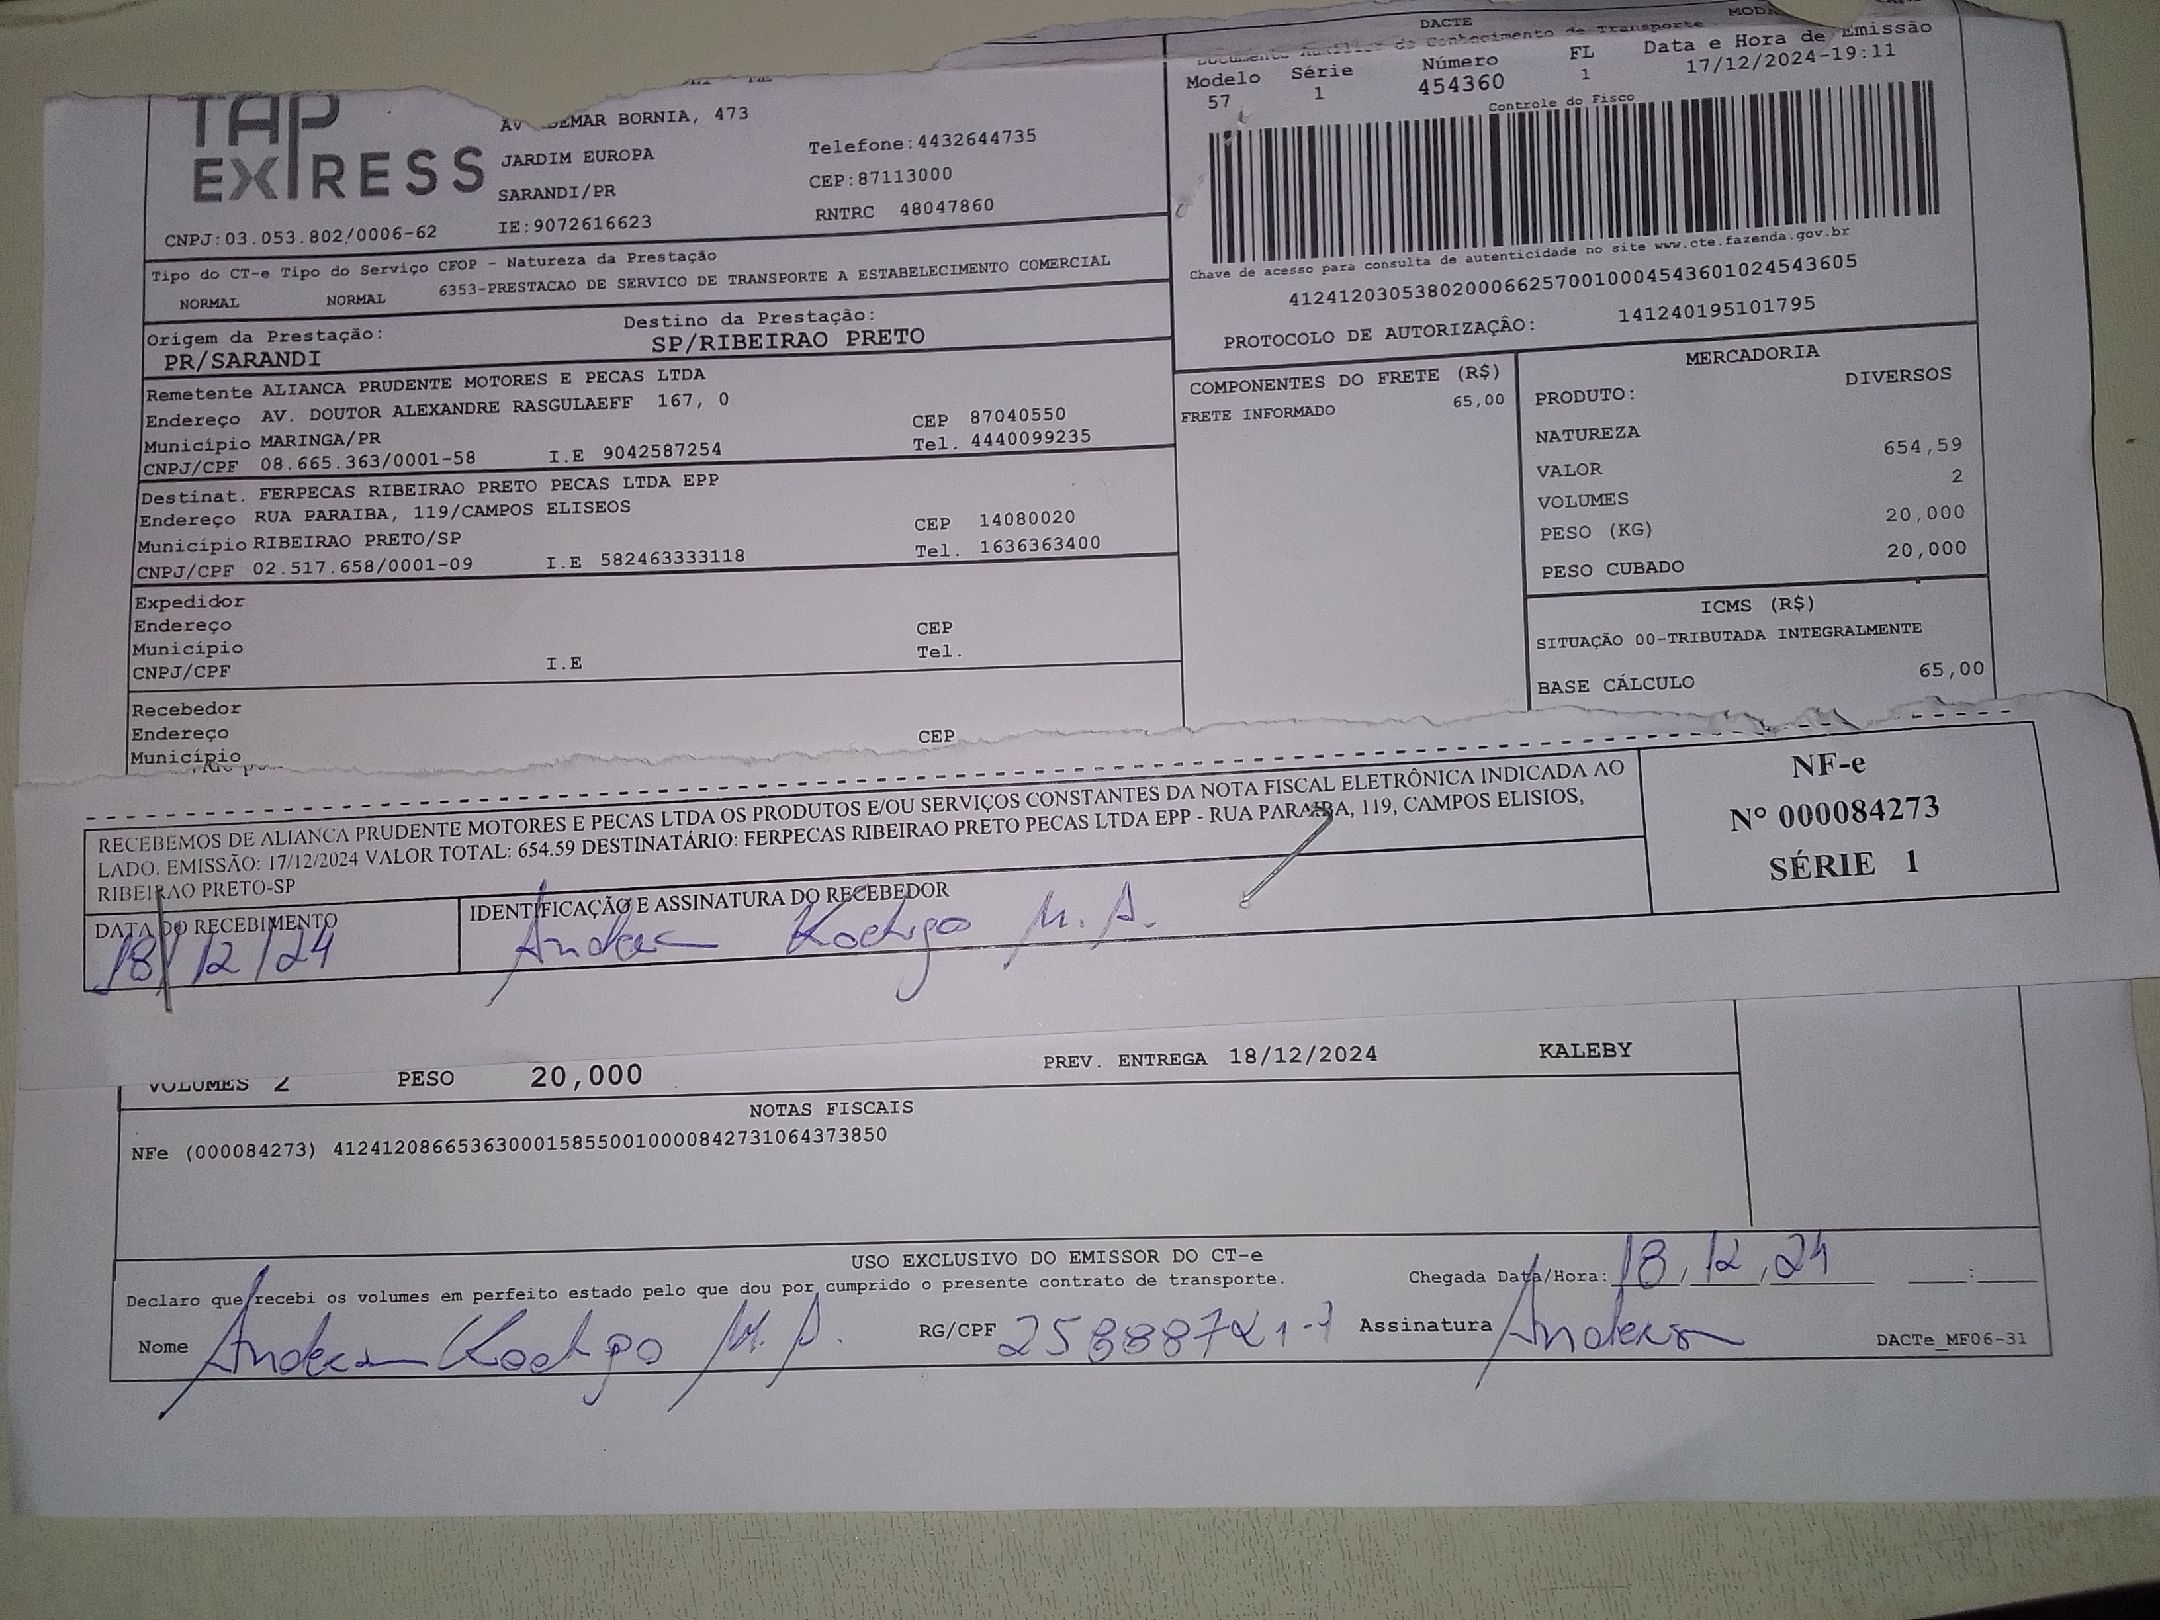 DACTE
Documento Auxiliar do Conhecimento de Transporte
Modelo Série Número FL Data e Hora de Emissão
57 1 454360 1 17/12/2024-19:11
Controle do Fisco
TAP EXPRESS
DEMAR BORNIA, 473
JARDIM EUROPA Telefone:4432644735
SARANDI/PR CEP:87113000
CNPJ:03.053.802/0006-62 IE:9072616623 RNTRC 48047860
Chave de acesso para consulta de autenticidade no site www.cte.fazenda.gov.br
41241203053802000662570010004543601024543605
PROTOCOLO DE AUTORIZAÇÂO: 141240195101795
Tipo do CT-e Tipo do Serviço CFOP - Natureza da Prestação
NORMAL NORMAL 6353-PRESTACAO DE SERVICO DE TRANSPORTE A ESTABELECIMENTO COMERCIAL
Origem da Prestação: Destino da Prestação:
PR/SARANDI SP/RIBEIRAO PRETO
Remetente ALIANCA PRUDENTE MOTORES E PECAS LTDA
Endereço AV. DOUTOR ALEXANDRE RASGULAEFF 167, 0
Município MARINGA/PR CEP 87040550
CNPJ/CPF 08.665.363/0001-58 I.E 9042587254 Tel. 4440099235
Destinat. FERPECAS RIBEIRAO PRETO PECAS LTDA EPP
Endereço RUA PARAIBA, 119/CAMPOS ELISEOS
Município RIBEIRAO PRETO/SP CEP 14080020
CNPJ/CPF 02.517.658/0001-09 I.E 582463333118 Tel. 1636363400
Expedidor
Endereço
Município CEP
CNPJ/CPF I.E Tel.
Recebedor
Endereço
Município CEP
COMPONENTES DO FRETE (R$)
FRETE INFORMADO 65,00
MERCADORIA
PRODUTO: DIVERSOS
NATUREZA
VALOR 654,59
VOLUMES 2
PESO (KG) 20,000
PESO CUBADO 20,000
ICMS (R$)
SITUAÇÃO 00-TRIBUTADA INTEGRALMENTE
BASE CÁLCULO 65,00
RECEBEMOS DE ALIANCA PRUDENTE MOTORES E PECAS LTDA OS PRODUTOS E/OU SERVIÇOS CONSTANTES DA NOTA FISCAL ELETRÔNICA INDICADA AO
LADO. EMISSÃO: 17/12/2024 VALOR TOTAL: 654.59 DESTINATÁRIO: FERPECAS RIBEIRAO PRETO PECAS LTDA EPP - RUA PARAIBA, 119, CAMPOS ELISIOS,
RIBEIRAO PRETO-SP
NF-e
N° 000084273
SÉRIE 1
DATA DO RECEBIMENTO IDENTIFICAÇÃO E ASSINATURA DO RECEBEDOR
18/12/24 Anderson Rodrigo M. A.
VOLUMES 2 PESO 20,000 PREV. ENTREGA 18/12/2024 KALEBY
NOTAS FISCAIS
NFe (000084273) 41241208665363000158550010000842731064373850
USO EXCLUSIVO DO EMISSOR DO CT-e
Declaro que recebi os volumes em perfeito estado pelo que dou por cumprido o presente contrato de transporte. Chegada Data/Hora: 18/12/24 :
Nome Anderson Rodrigo M. A. RG/CPF 25888721-7 Assinatura Anderson
DACTe_MF06-31